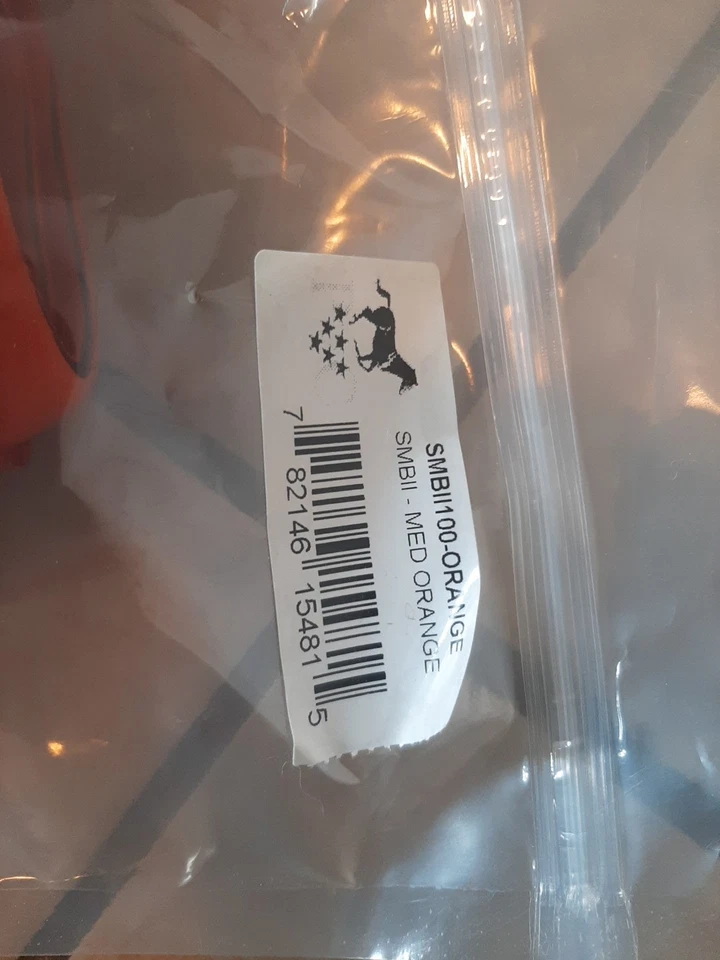 SMBII100-ORANGE
SMBII - MED ORANGE
7 82146 15481 5